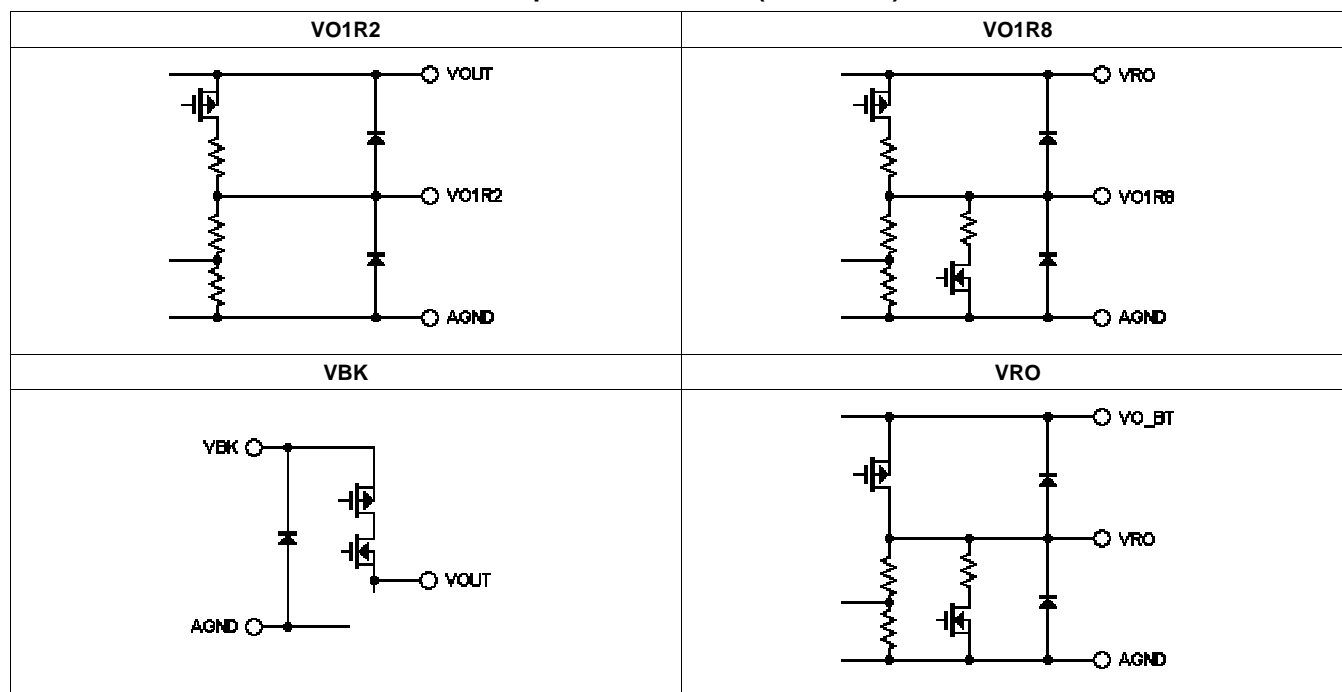 VO1R2
VO1R8
VOUT
VO1R2
AGND
VRO
VO1R8
AGND
VBK
VRO
VBK
AGND
VOUT
VO_BT
VRO
AGND